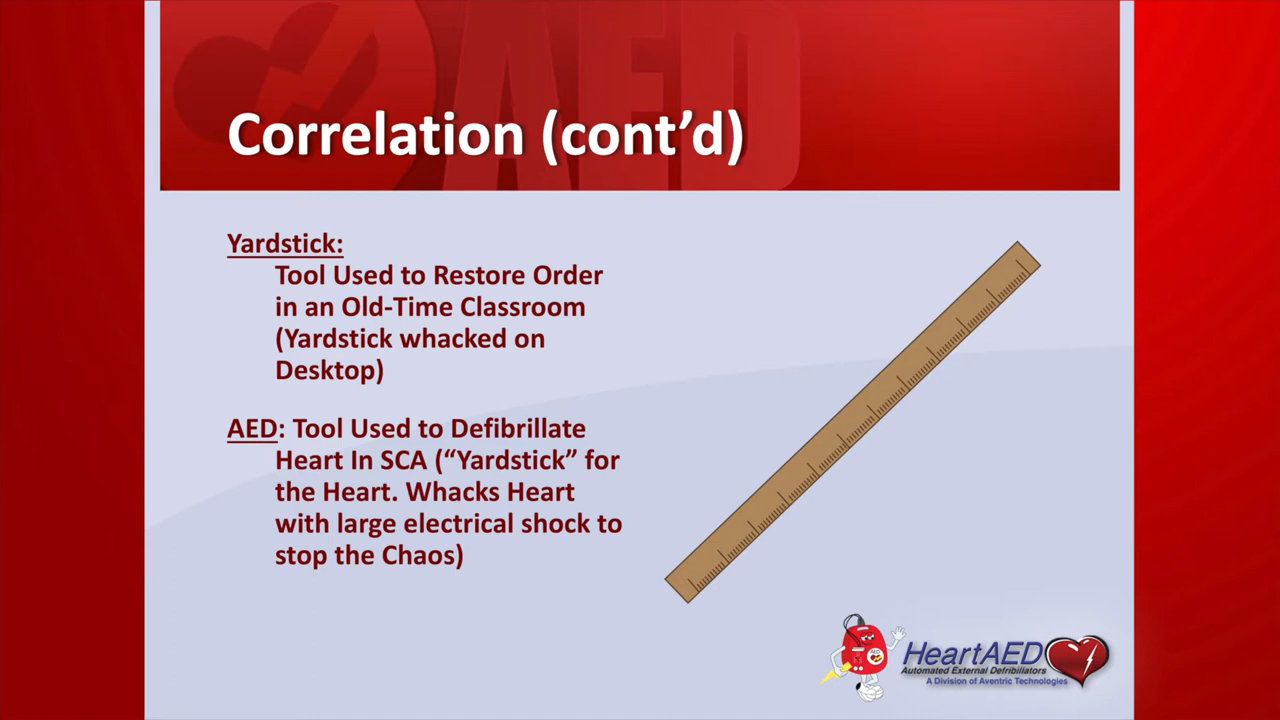 AED
Correlation (cont’d)
Yardstick:
Tool Used to Restore Order
in an Old-Time Classroom
(Yardstick whacked on
Desktop)
AED: Tool Used to Defibrillate
Heart In SCA (“Yardstick” for
the Heart. Whacks Heart
with large electrical shock to
stop the Chaos)
AED
HeartAED
Automated External Defibrillators
A Division of Aventric Technologies